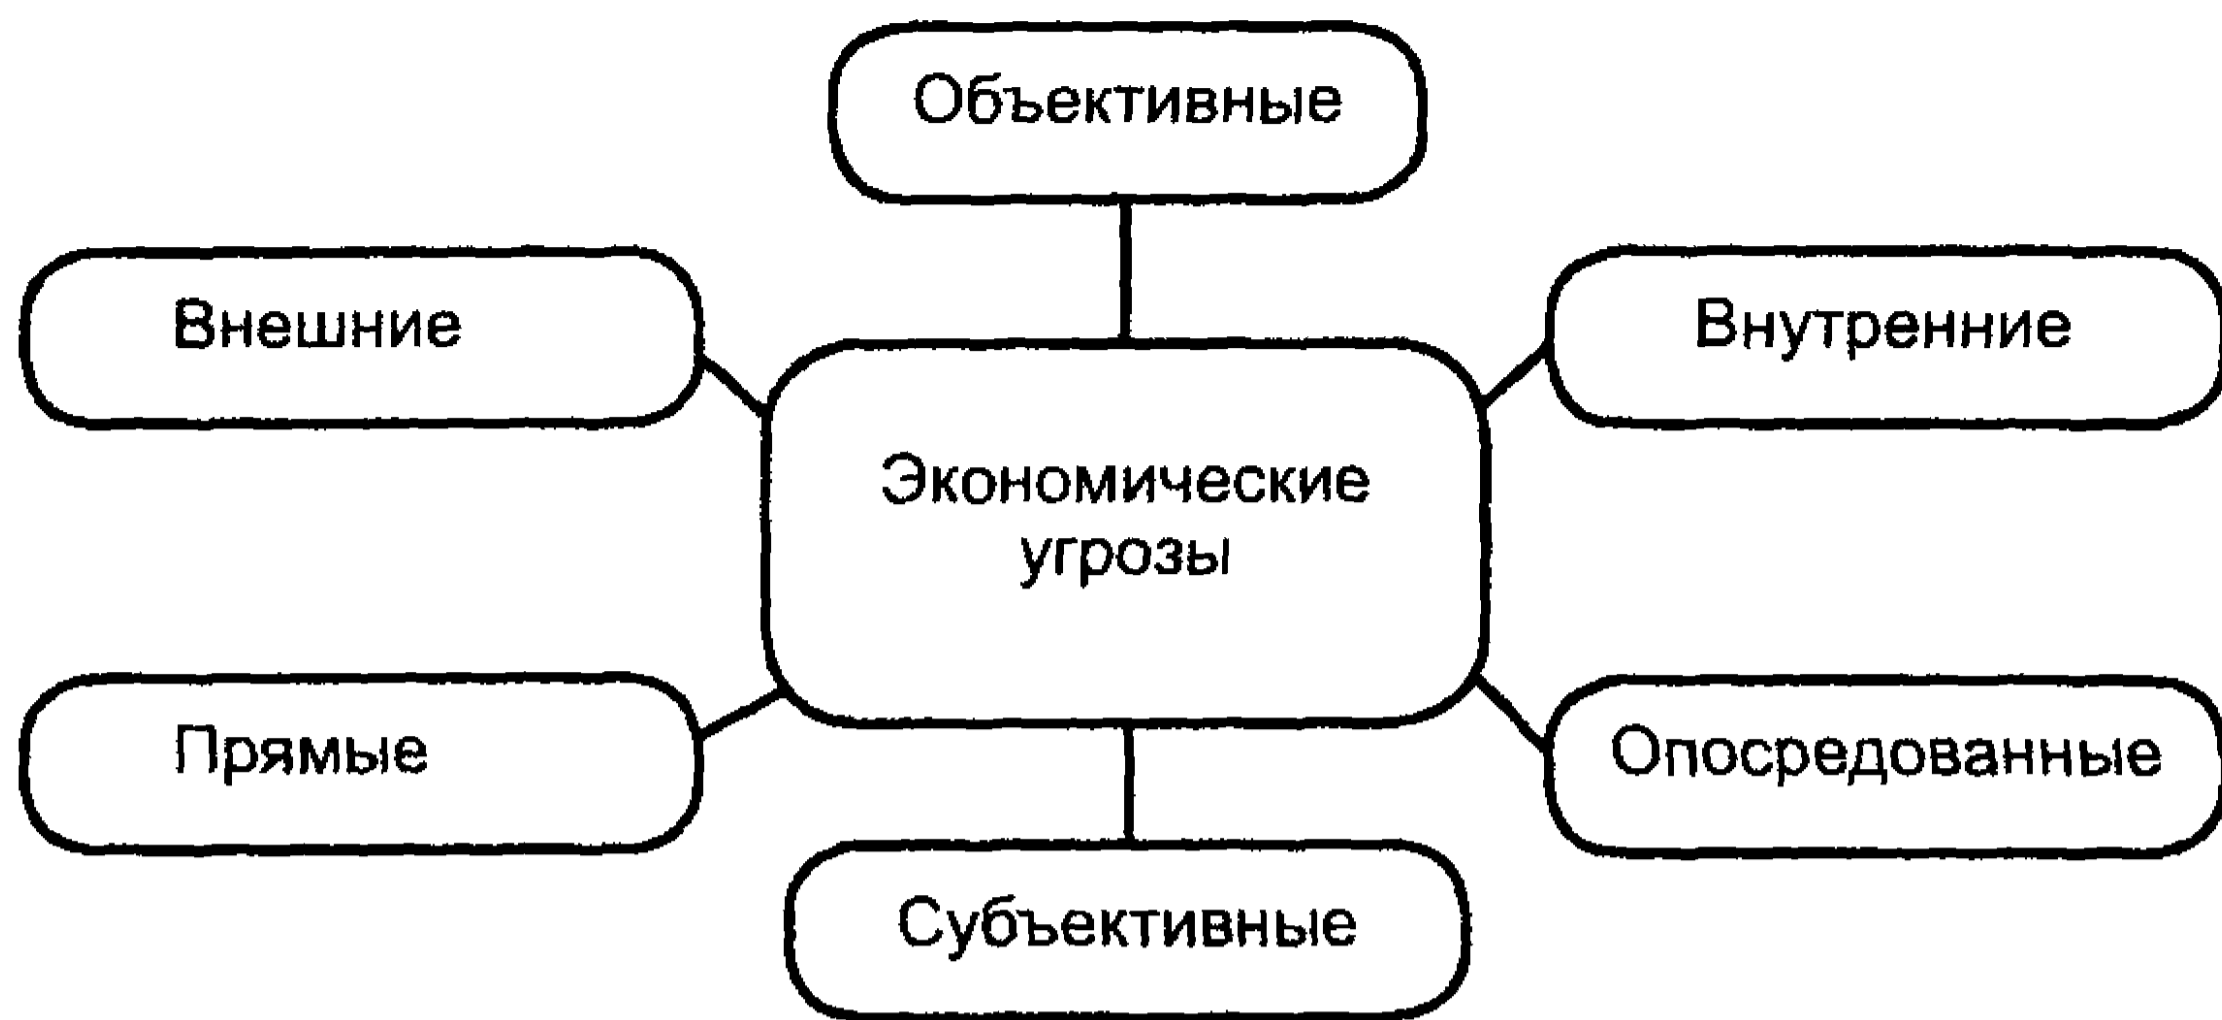 Объективные
Внешние
Внутренние
Экономические
угрозы
Прямые
Опосредованные
Субъективные